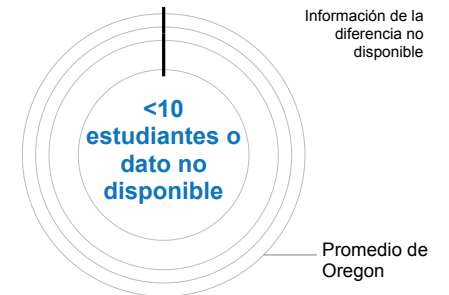 Información de la
diferencia no
disponible
<10
estudiantes o
dato no
disponible
Promedio de
Oregon